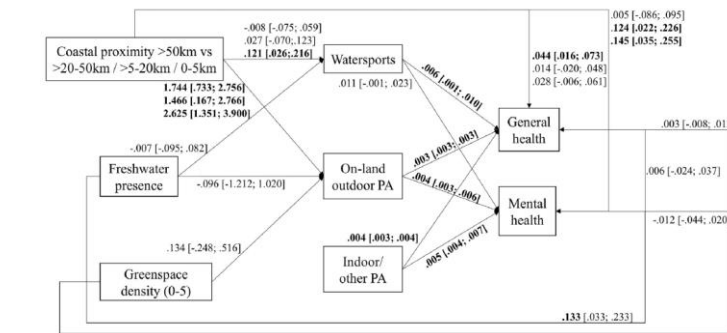 -.008 [-.075; .059]
.027 [-.070;.123]
.121 [.026;.216]
.005 [-.086; .095]
.124 [.022; .226]
.145 [.035; .255]
Coastal proximity >50km vs
>20-50km / >5-20km / 0-5km
Watersports
.044 [.016; .073]
.014 [-.020; .048]
.028 [-.006; .061]
1.744 [.733; 2.756]
1.466 [.167; 2.766]
2.625 [1.351; 3.900]
.011 [-.001; .023]
.006 [.001; .010]
General
health
.003 [-.008; .01
-.007 [-.095; .082]
Freshwater
presence
-.096 [-1.212; 1.020]
On-land
outdoor PA
.003 [.003; .003]
.004 [.003; .006]
.006 [-.024; .037]
Mental
health
-.012 [-.044; .020
.134 [-.248; .516]
.004 [.003; .004]
.005 [.004; .007]
Greenspace
density (0-5)
Indoor/
other PA
.133 [.033; .233]